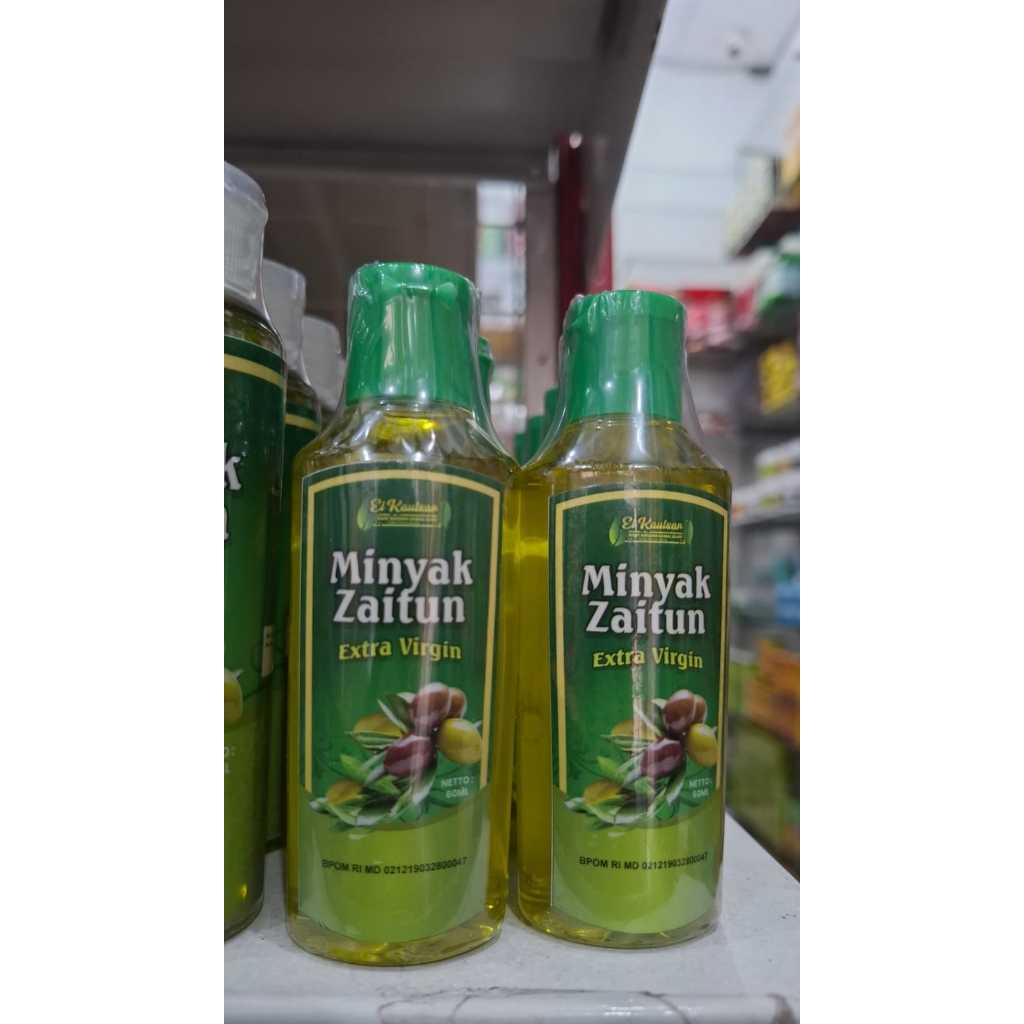 El Kautsar
Minyak
Zaitun
Extra Virgin
NETTO :
60ML
BPOM RI MD 021219032800047
El Kautsar
Minyak
Zaitun
Extra Virgin
NETTO :
60ML
BPOM RI MD 021219032800047